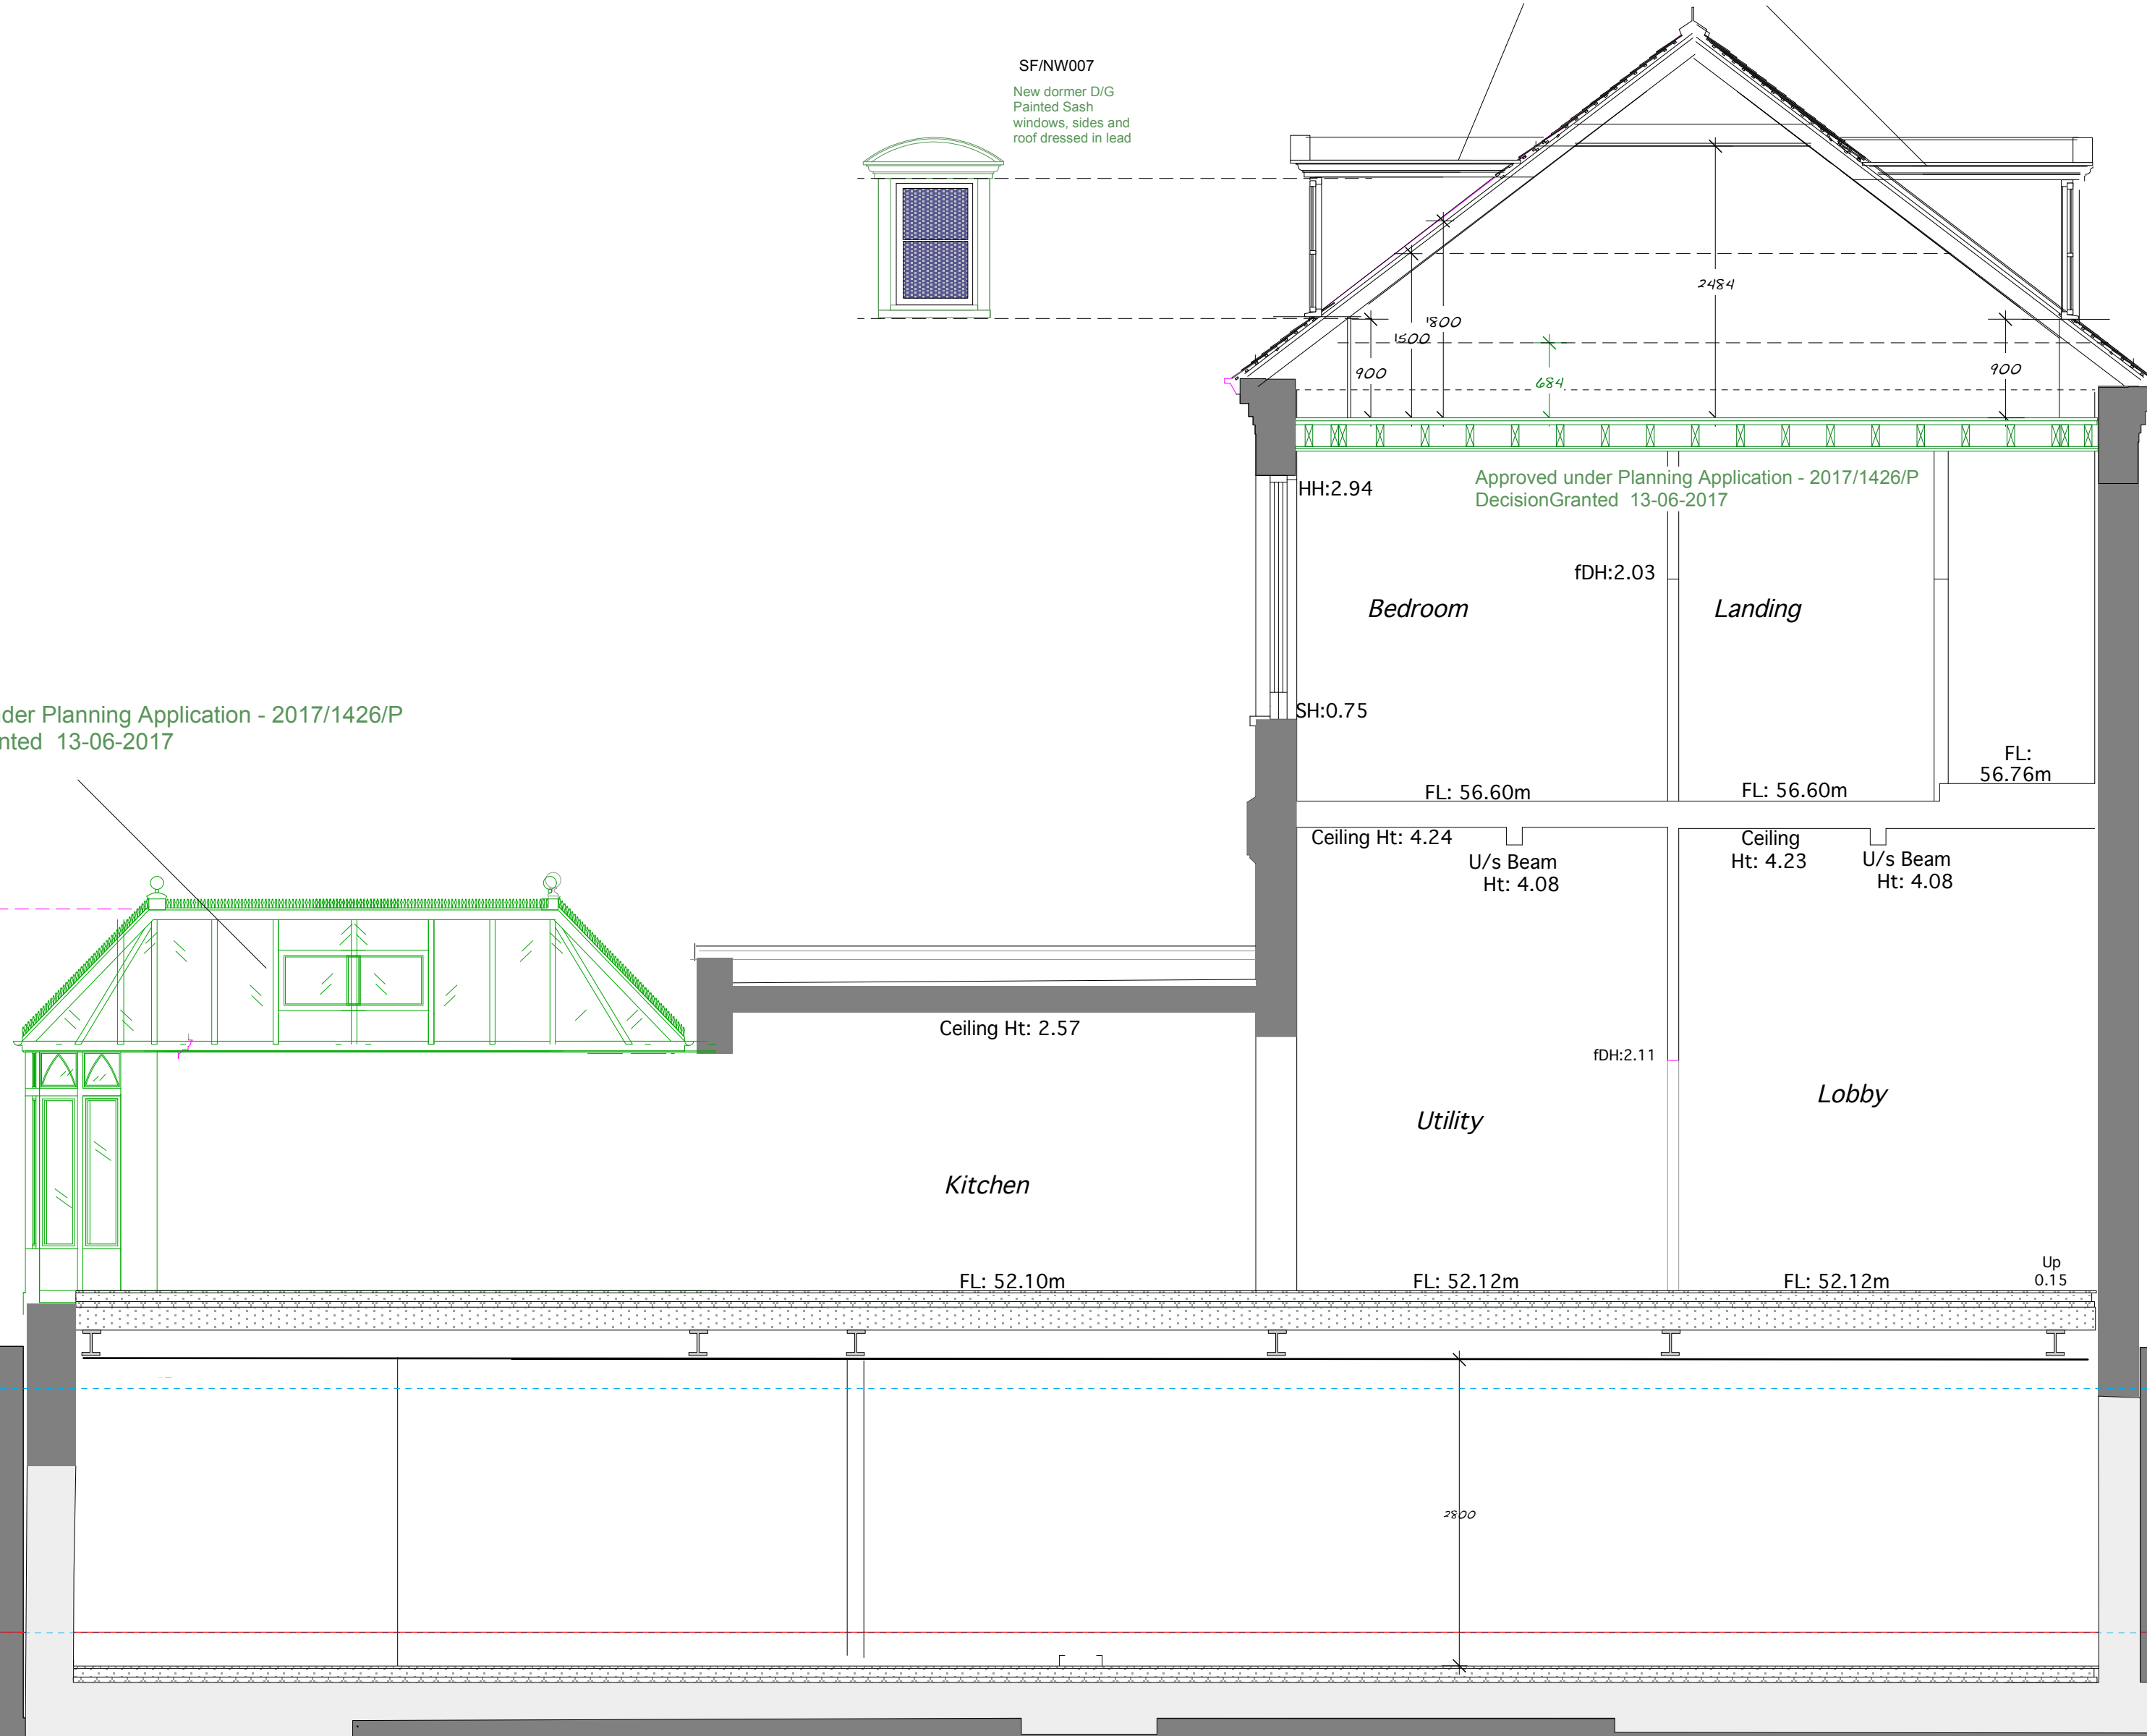 SF/NW007
New dormer D/G
Painted Sash
windows, sides and
roof dressed in lead
2484
1800
1500
900
684
900
Approved under Planning Application - 2017/1426/P
DecisionGranted 13-06-2017
HH:2.94
fDH:2.03
Bedroom
Landing
SH:0.75
FL:
56.76m
FL: 56.60m
FL: 56.60m
der Planning Application - 2017/1426/P
nted 13-06-2017
Ceiling Ht: 4.24
U/s Beam
Ht: 4.08
Ceiling
Ht: 4.23
U/s Beam
Ht: 4.08
Ceiling Ht: 2.57
fDH:2.11
Lobby
Utility
Kitchen
Up
0.15
FL: 52.10m
FL: 52.12m
FL: 52.12m
2800